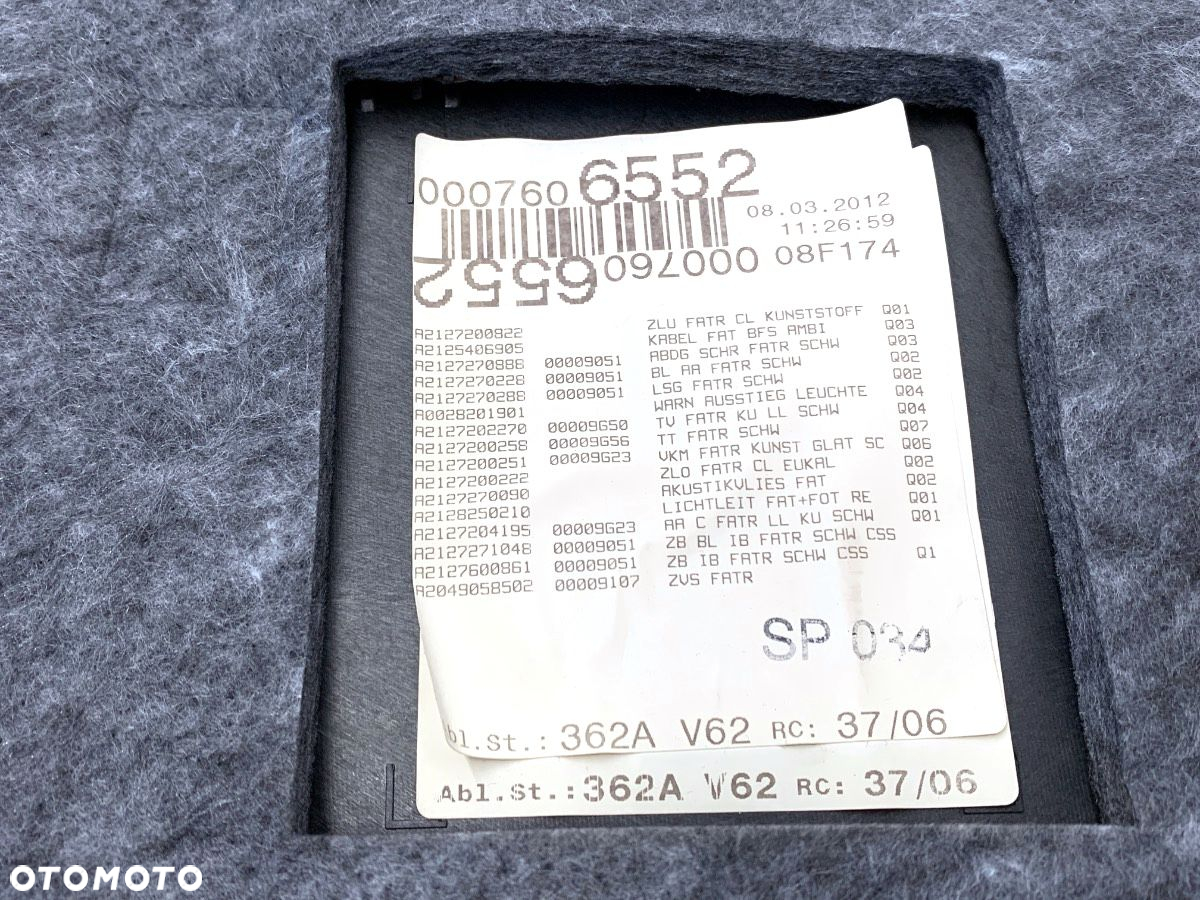 000760 6552
08.03.2012
11:26:59
000760 6552
08F174
A2127200822 ZLU FATR CL KUNSTSTOFF Q01
A2125406905 KABEL FAT BFS AMBI Q03
A2127270888 00009051 ABDG SCHR FATR SCHW Q03
A2127270228 00009051 BL AA FATR SCHW Q02
A2127270288 00009051 LSG FATR SCHW Q02
A0028201901 WARN AUSSTIEG LEUCHTE Q04
A2127202270 00009G50 TV FATR KU LL SCHW Q04
A2127200258 00009G56 TT FATR SCHW Q07
A2127200251 00009G23 VKM FATR KUNST GLAT SC Q06
A2127200222 ZLO FATR CL EUKAL Q02
A2127270090 AKUSTIKVLIES FAT Q02
A2128250210 LICHTLEIT FAT+FOT RE Q01
A2127204195 00009G23 AA C FATR LL KU SCHW Q01
A2127271048 00009051 ZB BL IB FATR SCHW CSS
A2127600861 00009051 ZB IB FATR SCHW CSS Q1
A2049058502 00009107 ZVS FATR
SP 034
bl.St.: 362A V62 RC: 37/06
Abl.St.: 362A V62 RC: 37/06
OTOMOTO